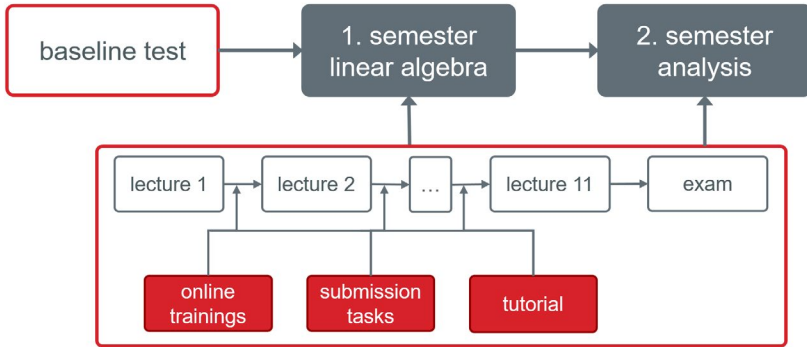 baseline test
1. semester
linear algebra
2. semester
analysis
lecture 1
lecture 2
...
lecture 11
exam
online
trainings
submission
tasks
tutorial